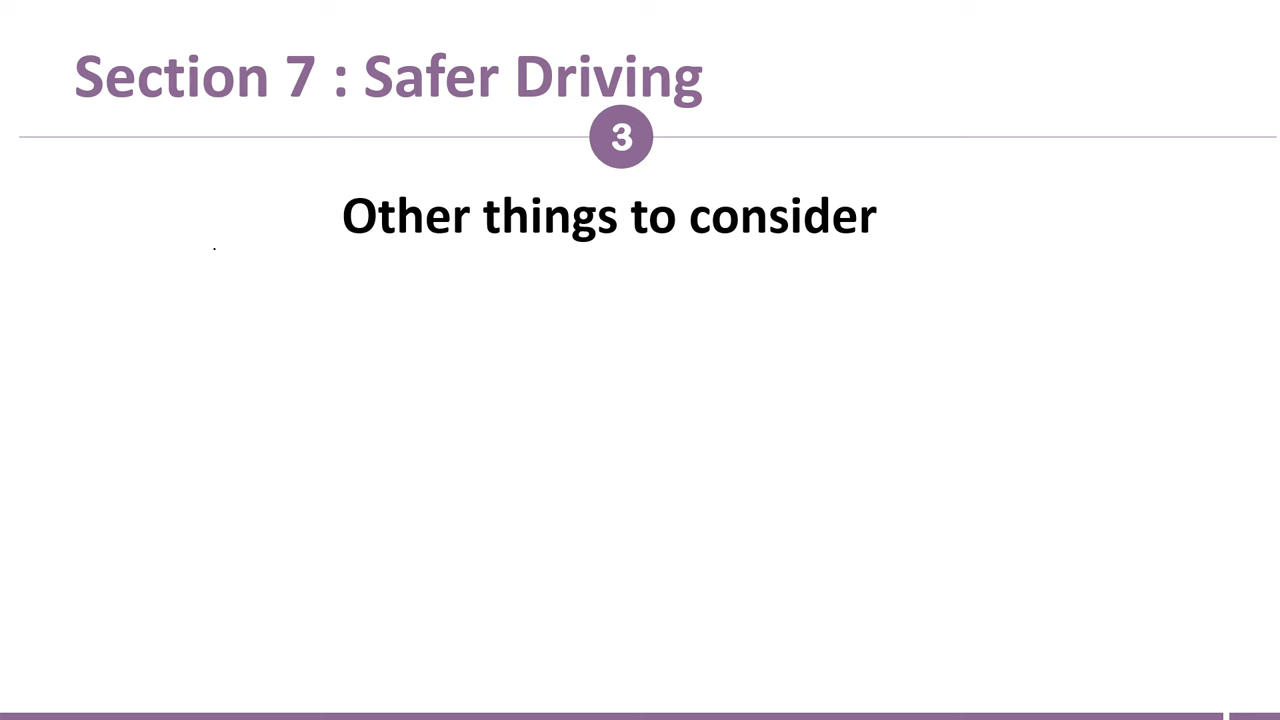 Section 7 : Safer Driving
3
Other things to consider
.